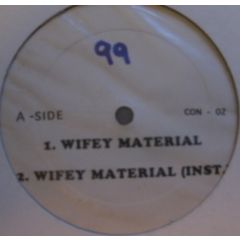 99
A -SIDE
CON - 02
1. WIFEY MATERIAL
2. WIFEY MATERIAL (INST.